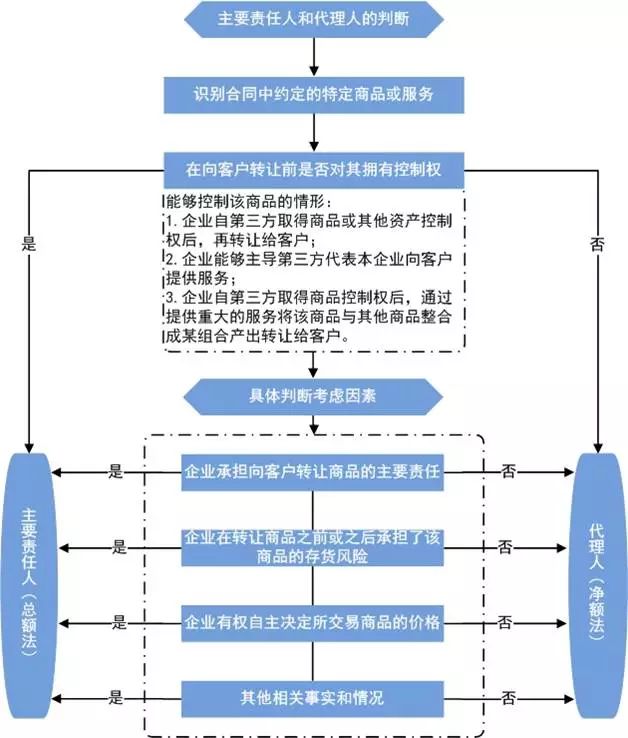 主要责任人和代理人的判断
识别合同中约定的特定商品或服务
在向客户转让前是否对其拥有控制权
能够控制该商品的情形：
1.企业自第三方取得商品或其他资产控制
权后，再转让给客户；
2.企业能够主导第三方代表本企业向客户
提供服务；
3.企业自第三方取得商品控制权后，通过
提供重大的服务将该商品与其他商品整合
成某组合产出转让给客户。
是
否
具体判断考虑因素
主要责任人（总额法）
是
企业承担向客户转让商品的主要责任
否
是
企业在转让商品之前或之后承担了该
商品的存货风险
否
是
企业有权自主决定所交易商品的价格
否
是
其他相关事实和情况
否
代理人（净额法）